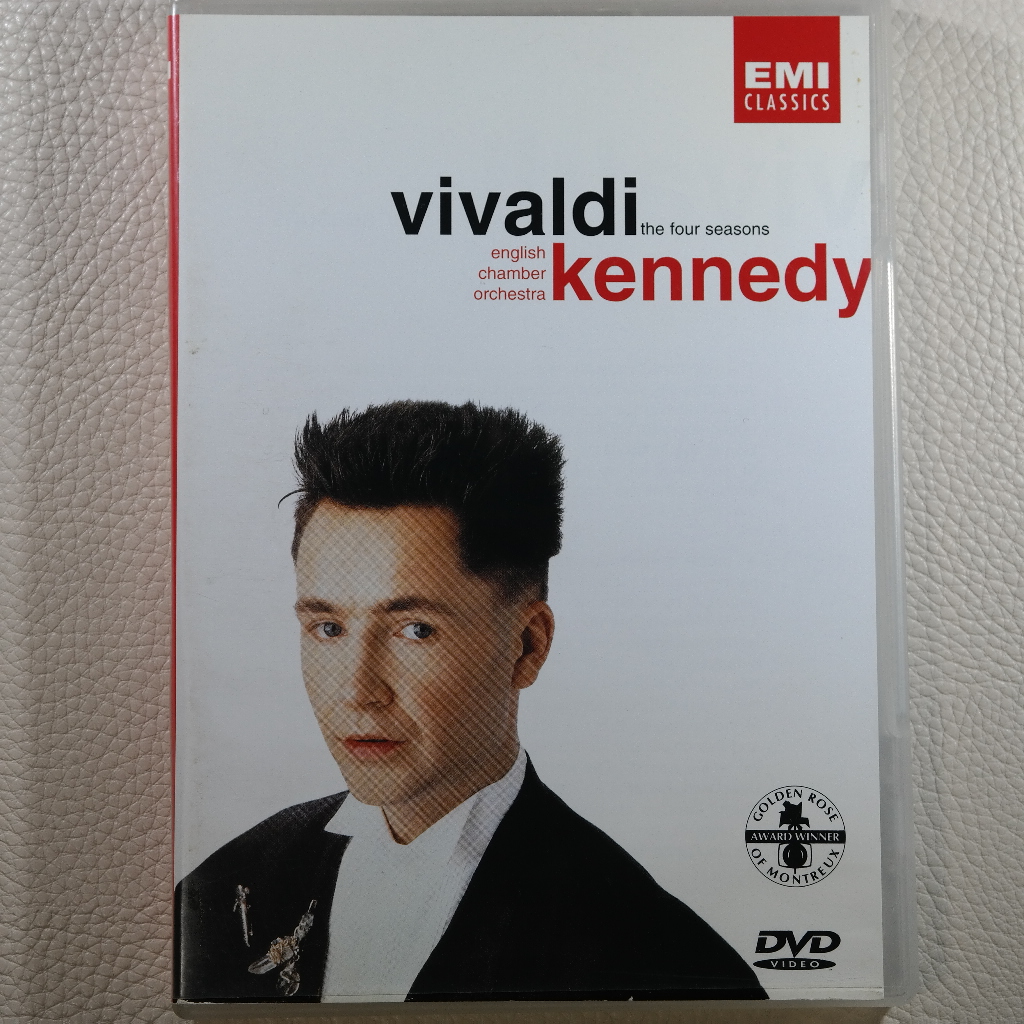 EMI
CLASSICS
vivaldi the four seasons
english
chamber
orchestra
kennedy
GOLDEN ROSE
AWARD WINNER
OF MONTREUX
DVD
VIDEO